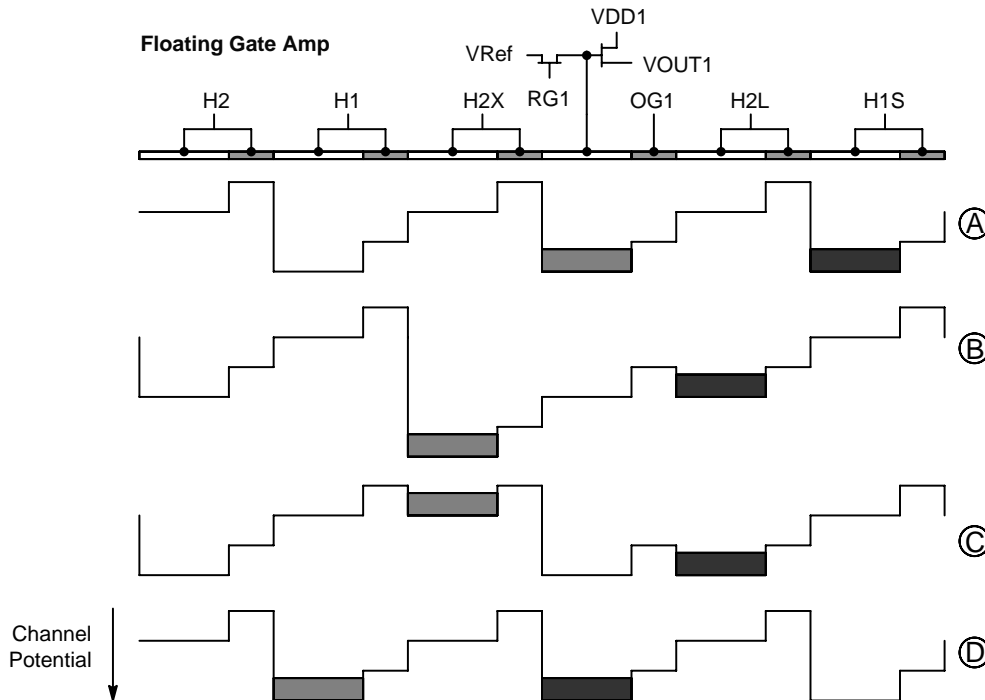 VDD1
Floating Gate Amp
VRef
VOUT1
RG1
H2
H1
H2X
OG1
H2L
H1S
A
B
C
Channel
Potential
D